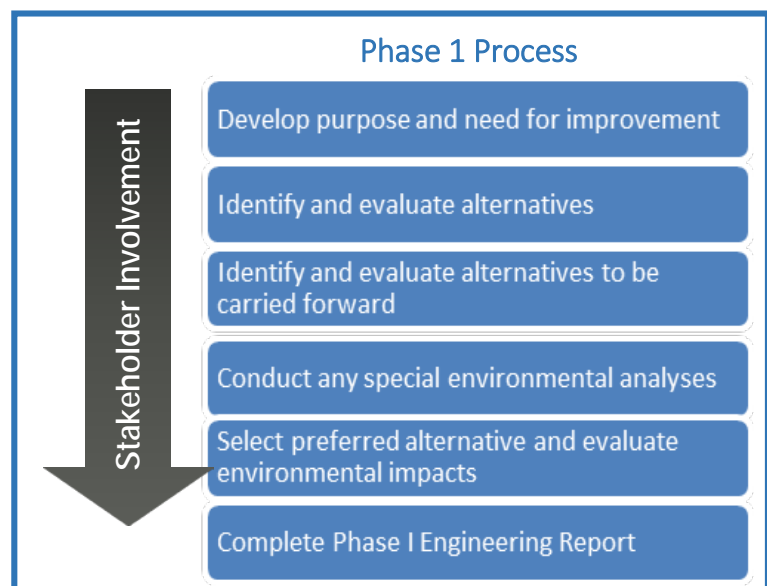 Phase 1 Process
Stakeholder Involvement
Develop purpose and need for improvement
Identify and evaluate alternatives
Identify and evaluate alternatives to be
carried forward
Conduct any special environmental analyses
Select preferred alternative and evaluate
environmental impacts
Complete Phase I Engineering Report